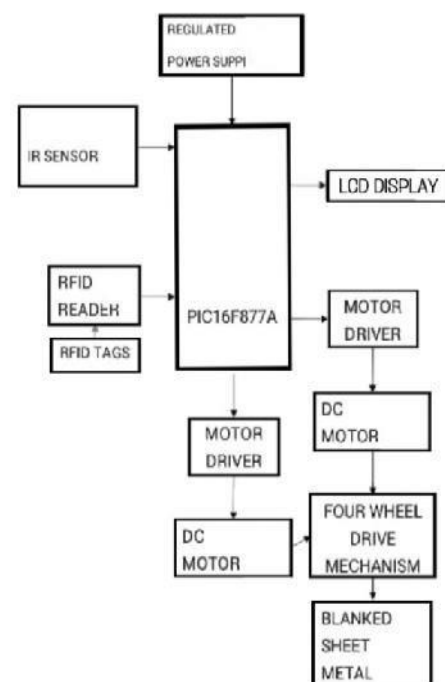 REGULATED
POWER SUPPI
IR SENSOR
LCD DISPLAY
RFID
READER
PIC16F877A
MOTOR
DRIVER
RFID TAGS
MOTOR
DRIVER
DC
MOTOR
DC
MOTOR
FOUR WHEEL
DRIVE
MECHANISM
BLANKED
SHEET
METAL